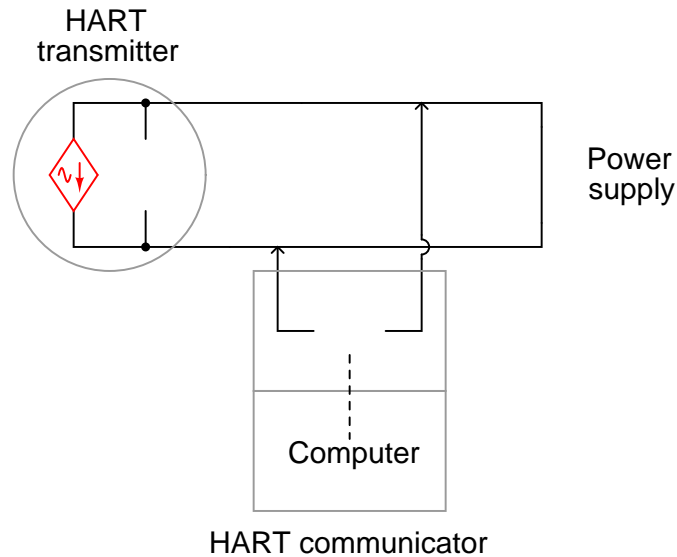 HART
transmitter
Power
supply
Computer
HART communicator